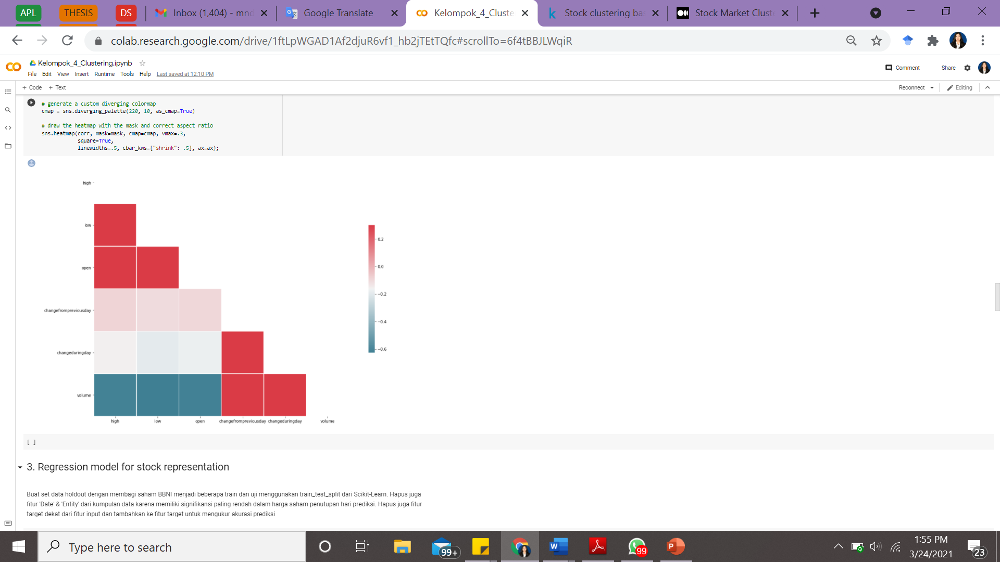 APL
THESIS
DS
Inbox (1,404) - mno
Google Translate
Kelompok_4_Cluste
Stock clustering bas
Stock Market Cluste
colab.research.google.com/drive/1ftLpWGAD1Af2djuR6vf1_hb2jTEtTQfc#scrollTo=6f4tBBJLWqiR
Kelompok_4_Clustering.ipynb
Comment
Share
File Edit View Insert Runtime Tools Help Last saved at 12:10 PM
+ Code + Text
Reconnect
Editing
# generate a custom diverging colormap
cmap = sns.diverging_palette(220, 10, as_cmap=True)
# draw the heatmap with the mask and correct aspect ratio
sns.heatmap(corr, mask=mask, cmap=cmap, vmax=.3,
square=True,
linewidths=.5, cbar_kws={"shrink": .5}, ax=ax);
high
low
open
changefrompreviousday
changeduringday
volume
high low open changefrompreviousday changeduringday volume
0.2
0.0
−0.2
−0.4
−0.6
[ ]
3. Regression model for stock representation
Buat set data holdout dengan membagi saham BBNI menjadi beberapa train dan uji menggunakan train_test_split dari Scikit-Learn. Hapus juga
fitur 'Date' & 'Entity' dari kumpulan data karena memiliki signifikansi paling rendah dalam harga saham penutupan hari prediksi. Hapus juga fitur
target dekat dari fitur input dan tambahkan ke fitur target untuk mengukur akurasi prediksi
Type here to search
99+
99
1:55 PM
3/24/2021
23